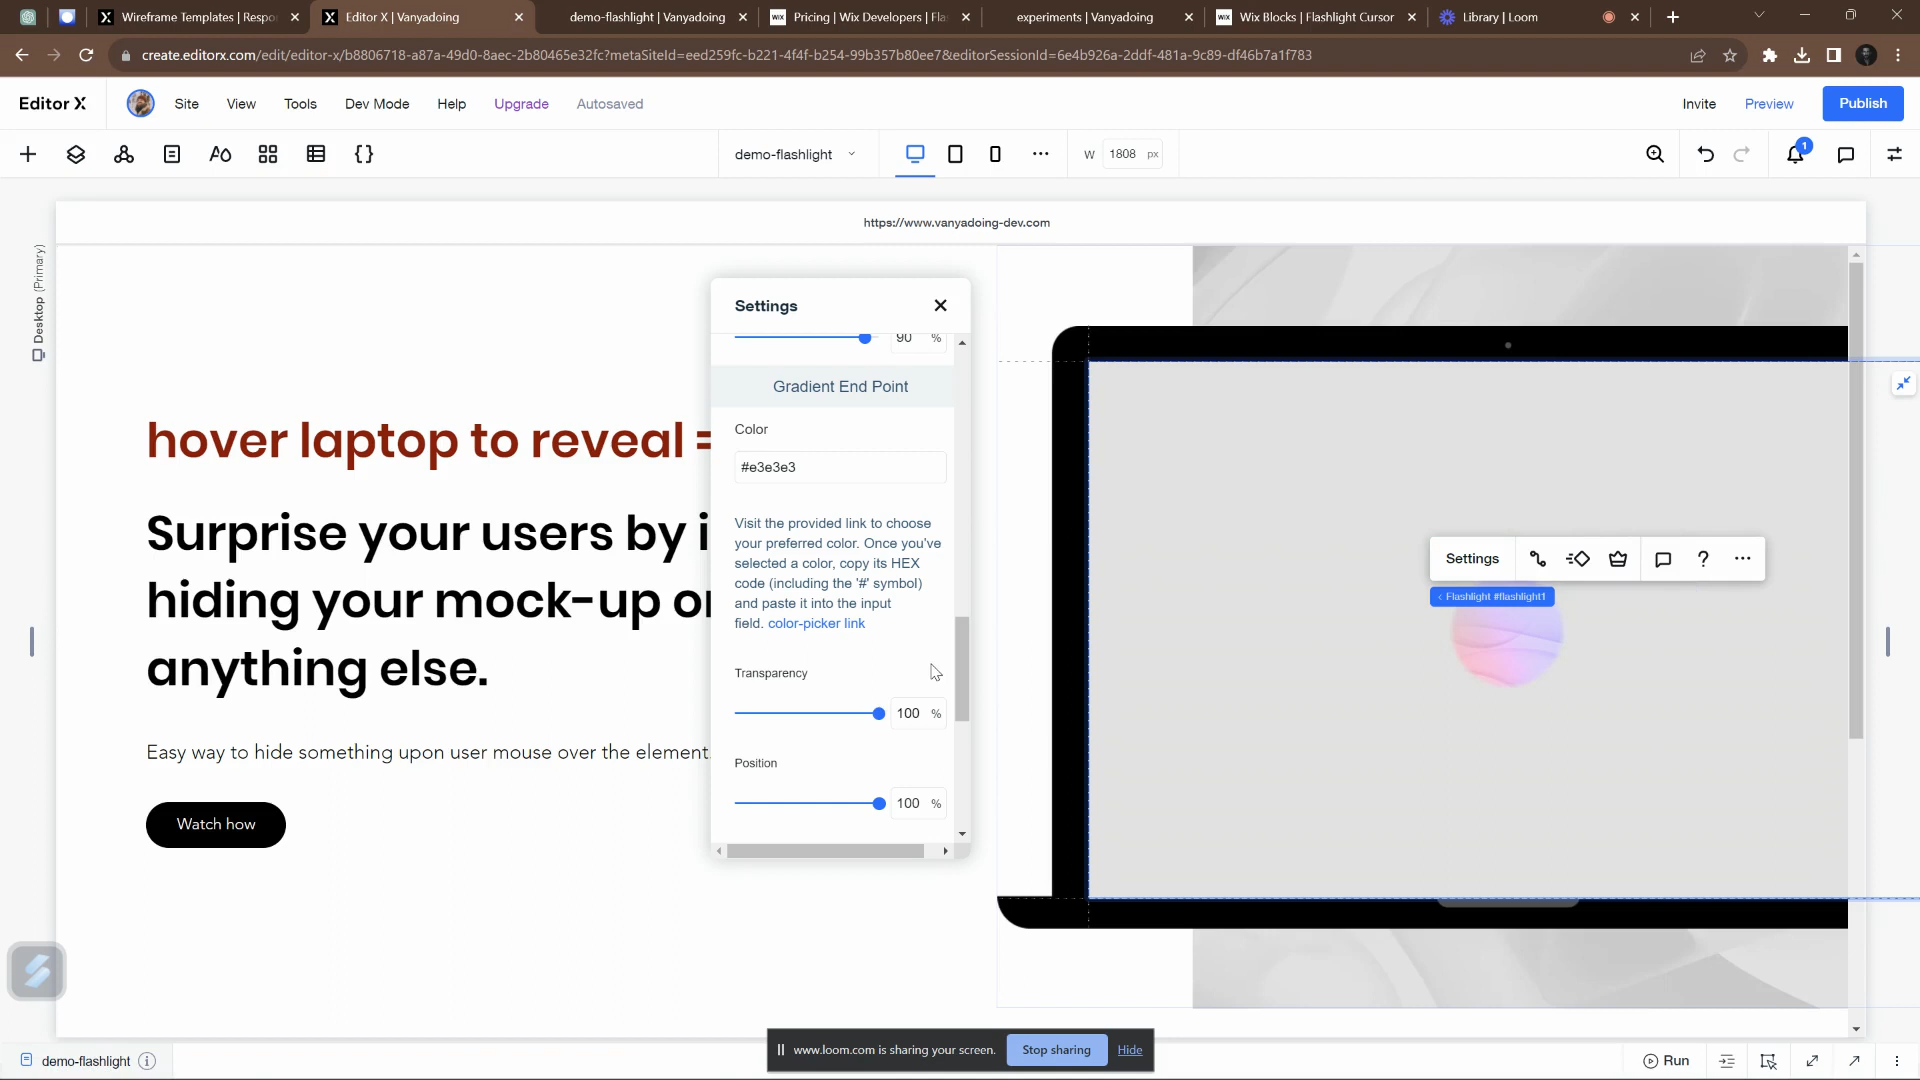 Wireframe Templates | Respo
Editor X | Vanyadoing
demo-flashlight | Vanyadoing
Pricing | Wix Developers | Fla
experiments | Vanyadoing
Wix Blocks | Flashlight Cursor
Library | Loom
create.editorx.com/edit/editor-x/b8806718-a87a-49d0-8aec-2b80465e32fc?metaSiteId=eed259fc-b221-4f4f-b254-99b357b80ee7&editorSessionId=6e4b926a-2ddf-481a-9c89-df46b7a1f783
Editor X
Site
View
Tools
Dev Mode
Help
Upgrade
Autosaved
Invite
Preview
Publish
demo-flashlight
W 1808 px
1
https://www.vanyadoing-dev.com
Desktop (Primary)
hover laptop to reveal =
Surprise your users by i
hiding your mock-up o
anything else.
Easy way to hide something upon user mouse over the element.
Watch how
Settings
90 %
Gradient End Point
Color
#e3e3e3
Visit the provided link to choose
your preferred color. Once you've
selected a color, copy its HEX
code (including the '#' symbol)
and paste it into the input
field. color-picker link
Transparency
100 %
Position
100 %
Settings
< Flashlight #flashlight1
www.loom.com is sharing your screen.
Stop sharing
Hide
demo-flashlight
Run